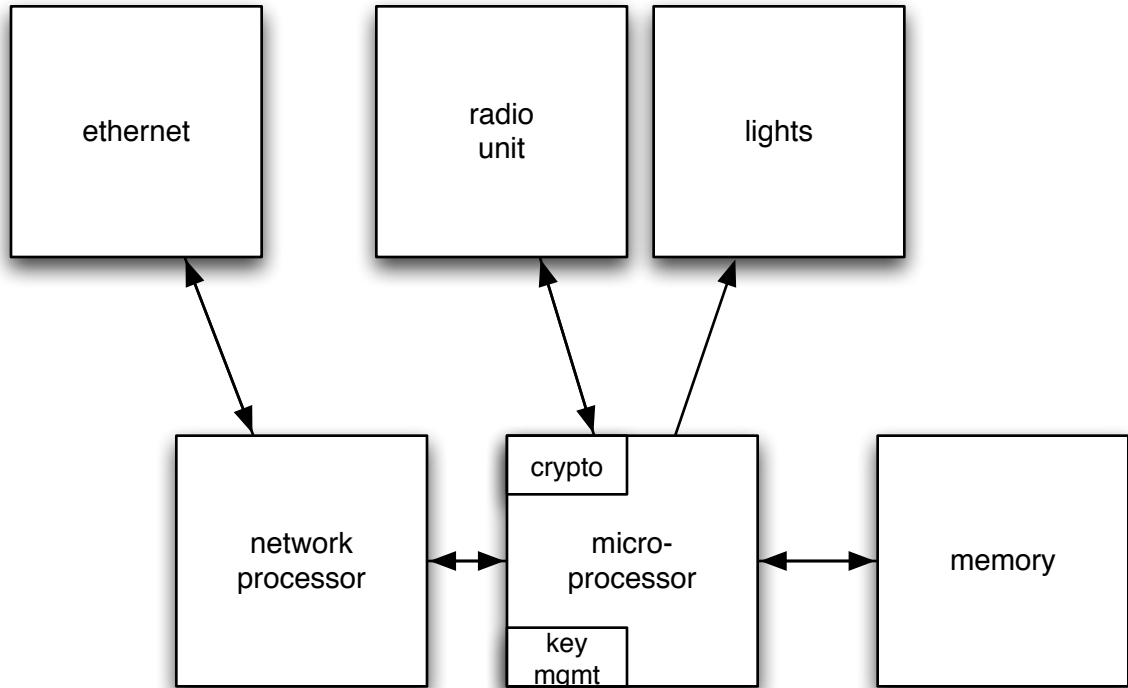 ethernet
radio
unit
lights
crypto
network
processor
micro-
processor
memory
key
mgmt